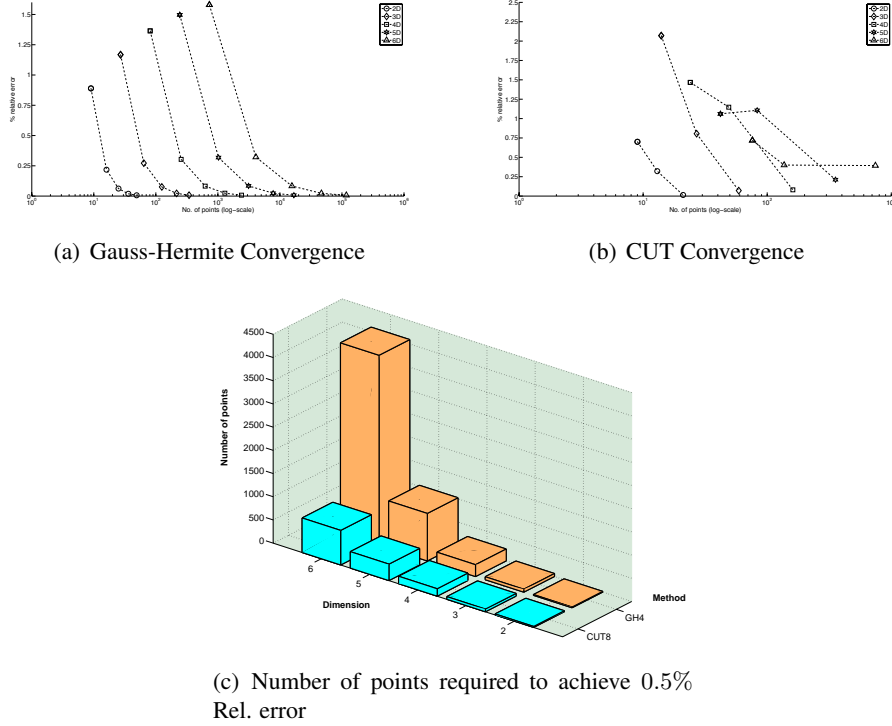 % relative error
1.5
1.25
1
0.75
0.5
0.25
0
10^0
10^1
10^2
10^3
10^4
10^5
10^6
No. of points (log−scale)
2D
3D
4D
5D
6D
(a) Gauss-Hermite Convergence
% relative error
2.5
2.25
2
1.75
1.5
1.25
1
0.75
0.5
0.25
0
10^1
10^2
No. of points (log−scale)
2D
3D
4D
5D
6D
(b) CUT Convergence
Number of points
4500
4000
3500
3000
2500
2000
1500
1000
500
0
6
5
4
3
2
Dimension
Method
GH4
CUT8
(c) Number of points required to achieve 0.5%
Rel. error